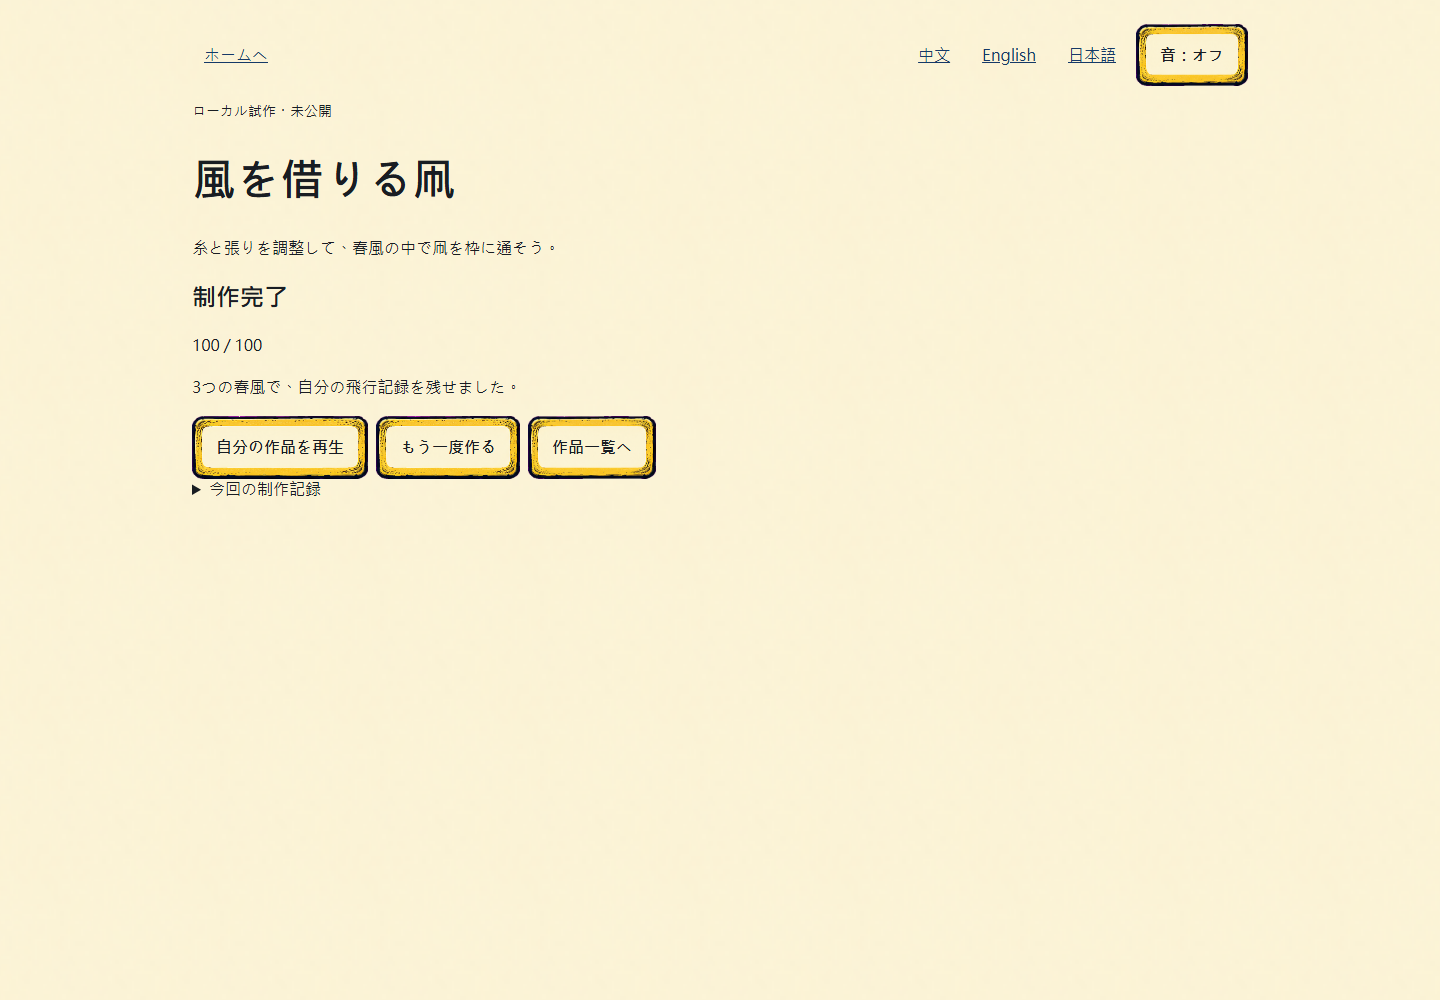 ホームへ 中文 English 日本語 音：オフ
ローカル試作・未公開
風を借りる凧
糸と張りを調整して、春風の中で凧を枠に通そう。
制作完了
100 / 100
3つの春風で、自分の飛行記録を残せました。
自分の作品を再生 もう一度作る 作品一覧へ
▶ 今回の制作記録